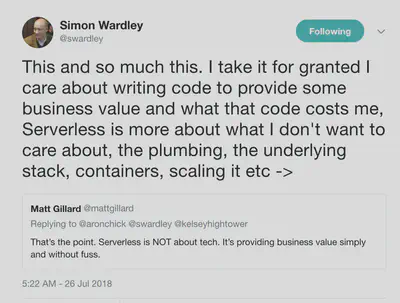 Simon Wardley
@swardley
Following
This and so much this. I take it for granted I
care about writing code to provide some
business value and what that code costs me,
Serverless is more about what I don't want to
care about, the plumbing, the underlying
stack, containers, scaling it etc ->
Matt Gillard @mattgillard
Replying to @aronchick @swardley @kelseyhightower
That's the point. Serverless is NOT about tech. It's providing business value simply
and without fuss.
5:22 AM - 26 Jul 2018